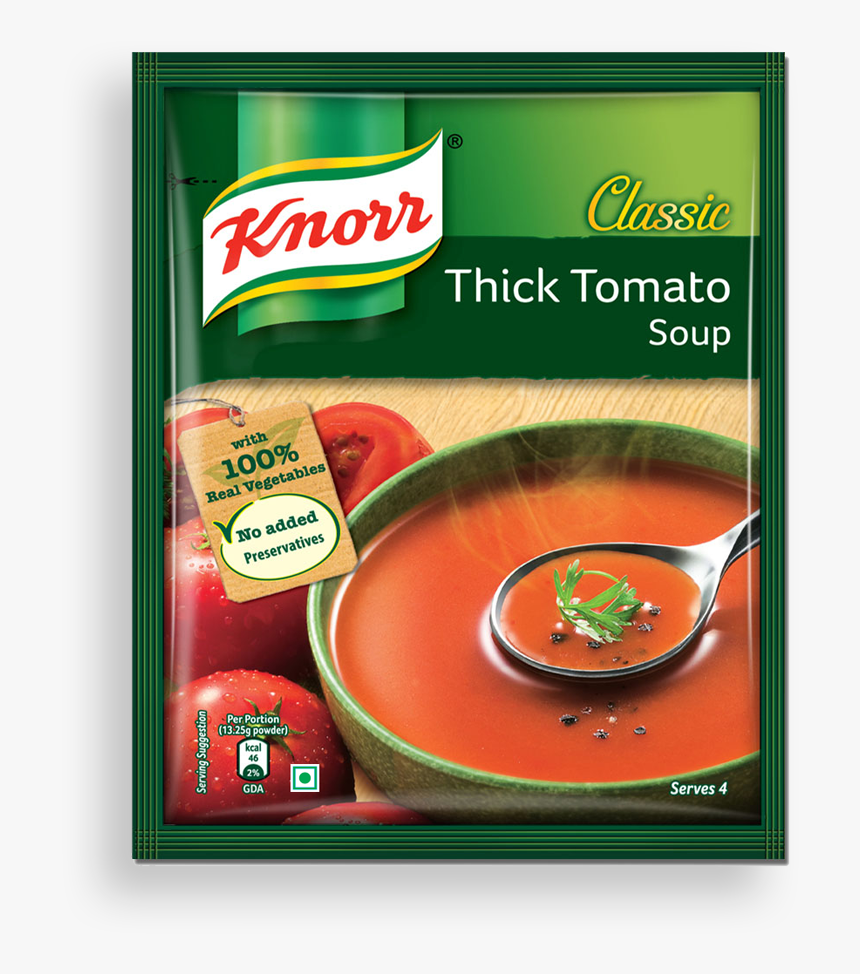 Knorr®
Classic
Thick Tomato
Soup
with
100%
Real Vegetables
No added
Preservatives
Serving Suggestion
Per Portion
(13.25g powder)
kcal
46
2%
GDA
Serves 4